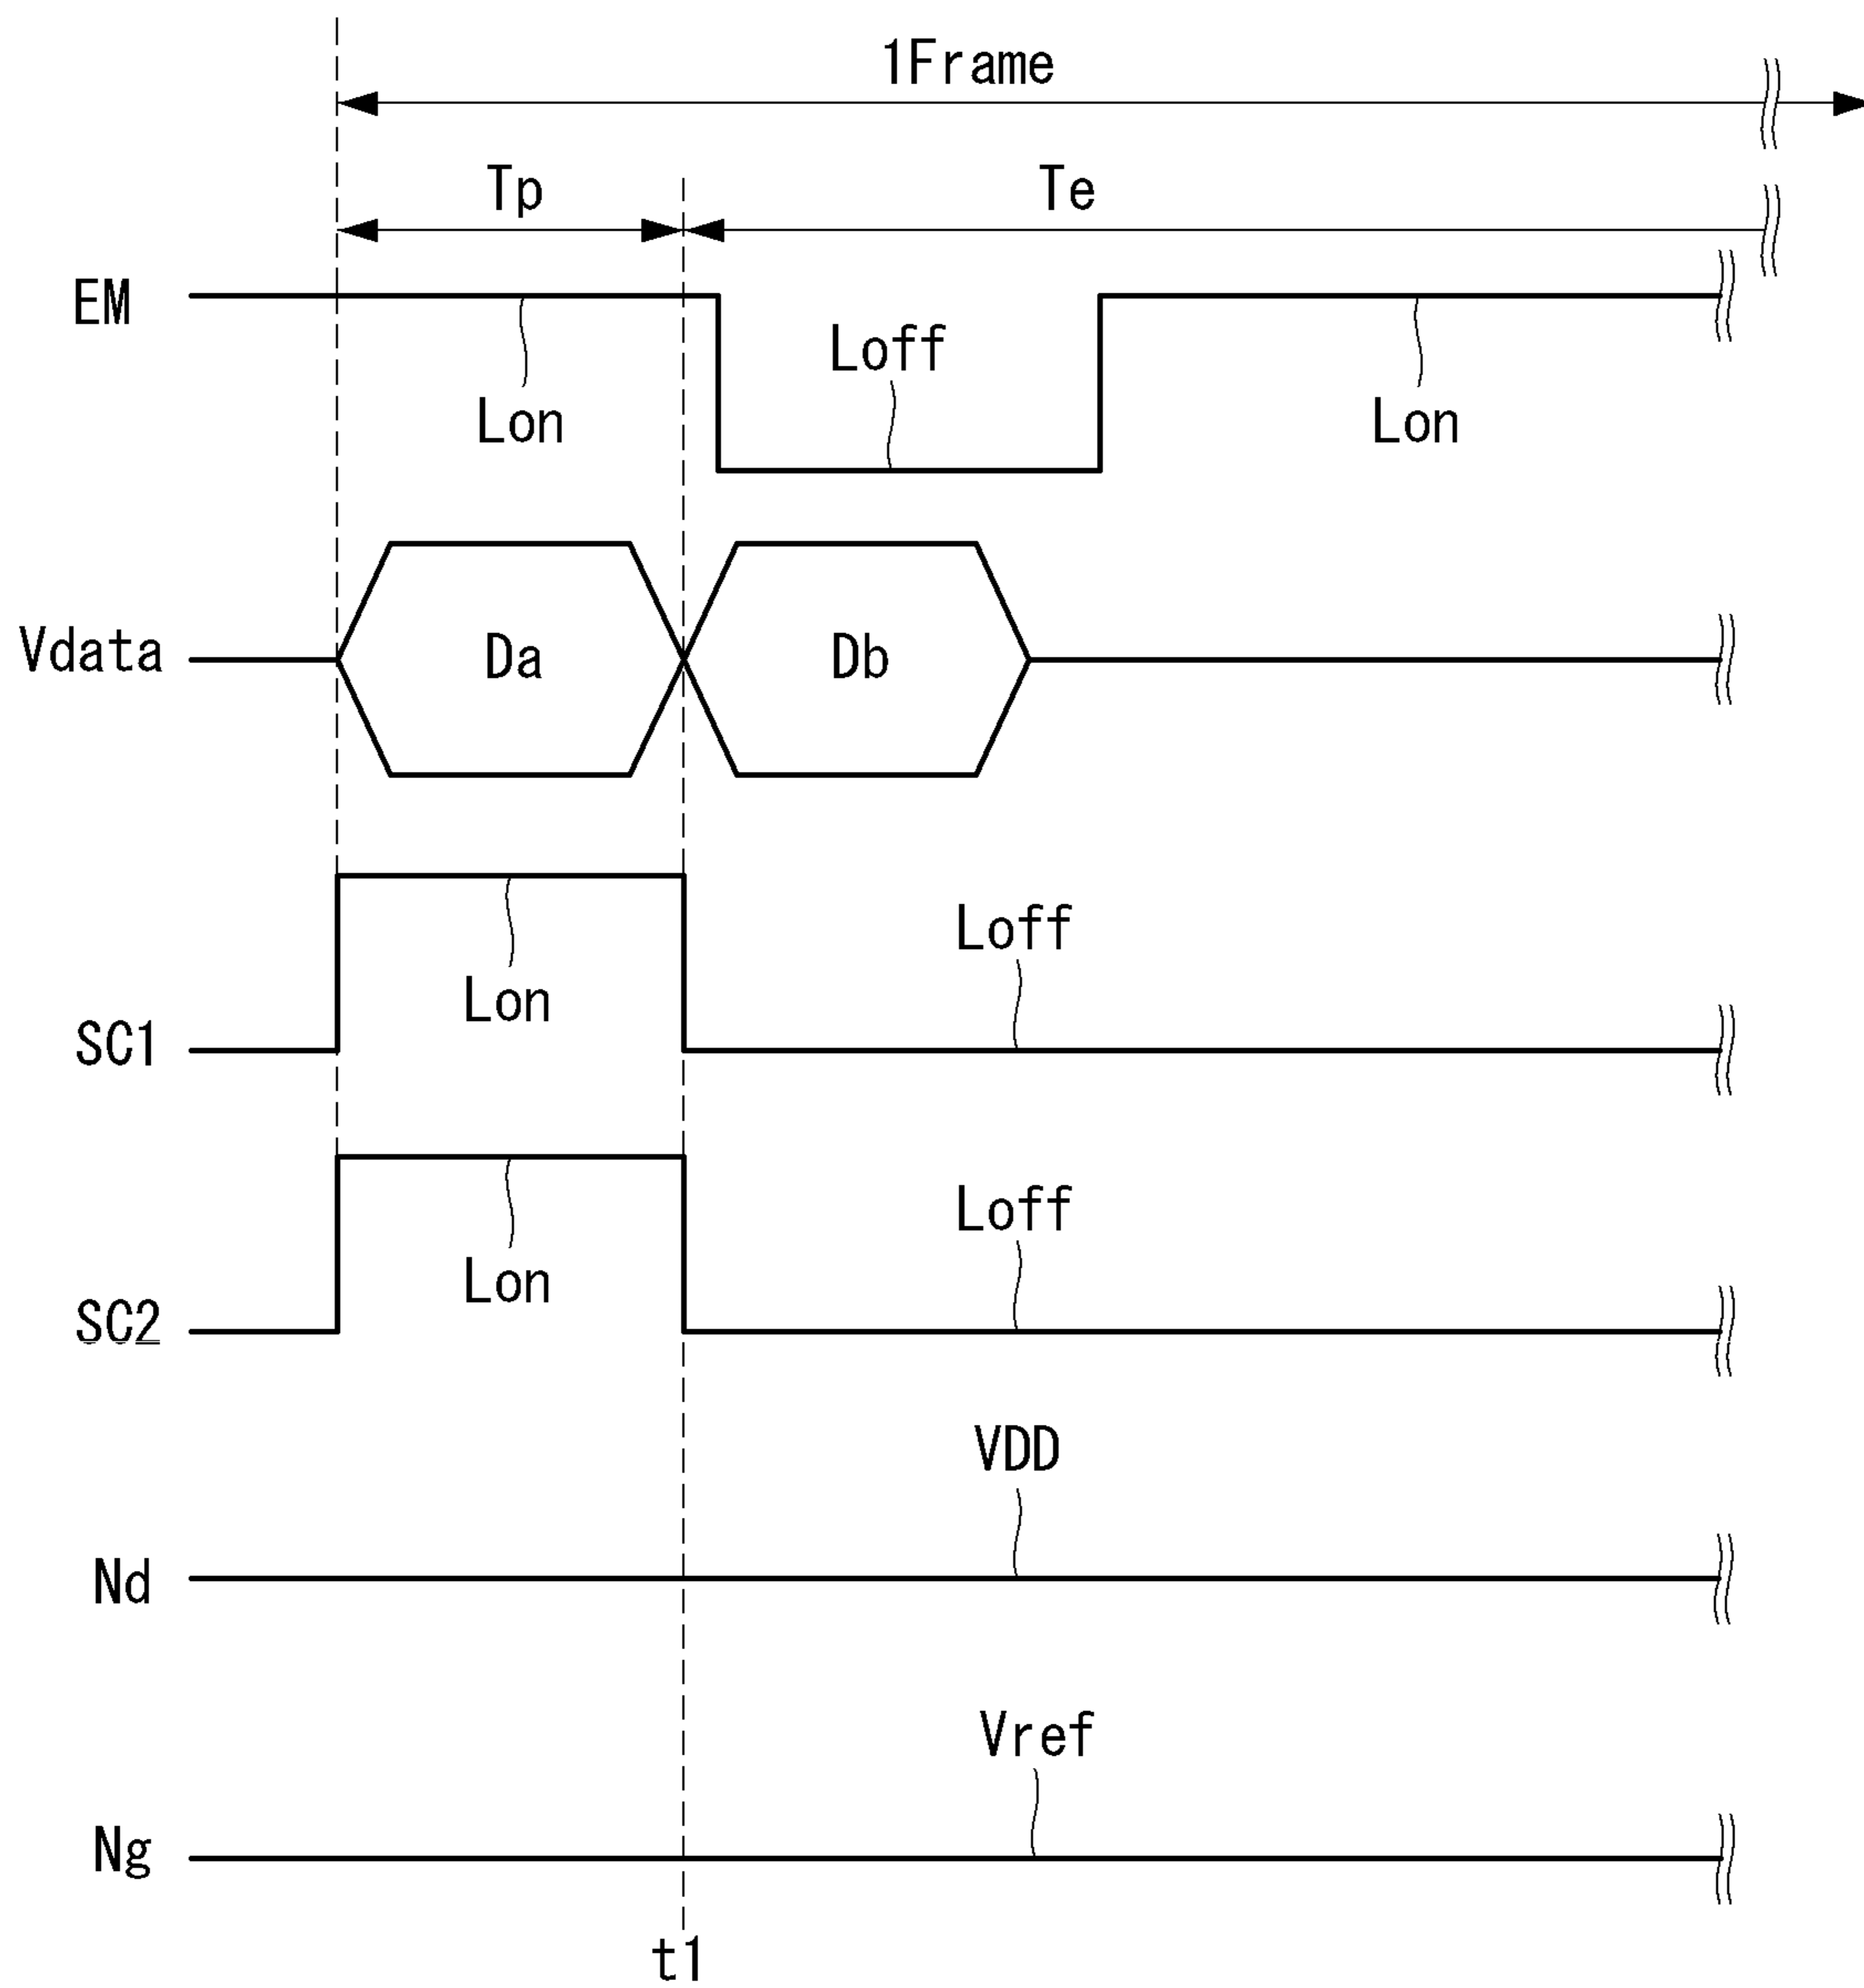 1Frame
Tp
Te
EM
Loff
Lon
Lon
Vdata
Da
Db
Loff
Lon
SC1
Loff
Lon
SC2
VDD
Nd
Vref
Ng
t1